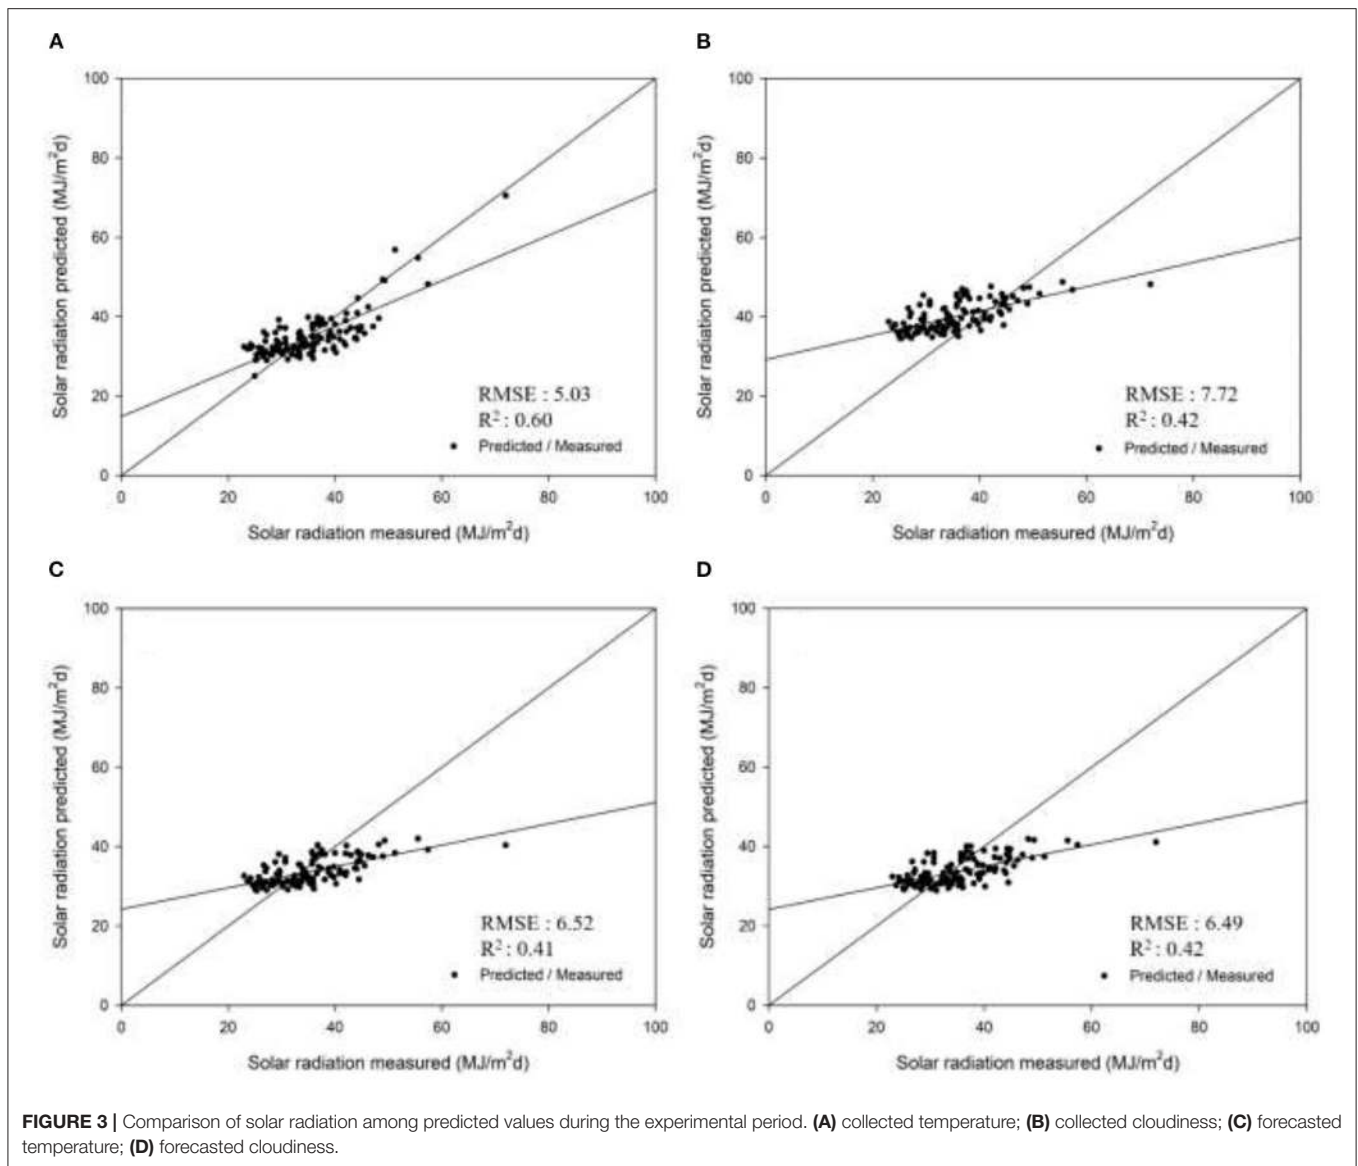 A
100
80
60
40
20
0
Solar radiation predicted (MJ/m²d)
RMSE : 5.03
R² : 0.60
Predicted / Measured
0 20 40 60 80 100
Solar radiation measured (MJ/m²d)
B
100
80
60
40
20
0
Solar radiation predicted (MJ/m²d)
RMSE : 7.72
R² : 0.42
Predicted / Measured
0 20 40 60 80 100
Solar radiation measured (MJ/m²d)
C
100
80
60
40
20
0
Solar radiation predicted (MJ/m²d)
RMSE : 6.52
R² : 0.41
Predicted / Measured
0 20 40 60 80 100
Solar radiation measured (MJ/m²d)
D
100
80
60
40
20
0
Solar radiation predicted (MJ/m²d)
RMSE : 6.49
R² : 0.42
Predicted / Measured
0 20 40 60 80 100
Solar radiation measured (MJ/m²d)
FIGURE 3 | Comparison of solar radiation among predicted values during the experimental period. (A) collected temperature; (B) collected cloudiness; (C) forecasted
temperature; (D) forecasted cloudiness.